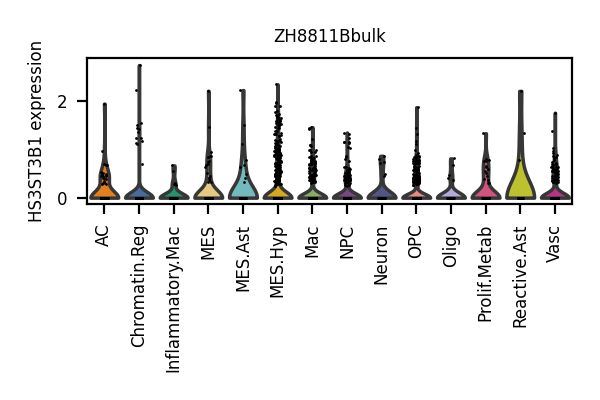 ZH8811Bbulk
HS3ST3B1 expression
2
0
AC
Chromatin.Reg
Inflammatory.Mac
MES
MES.Ast
MES.Hyp
Mac
NPC
Neuron
OPC
Oligo
Prolif.Metab
Reactive.Ast
Vasc